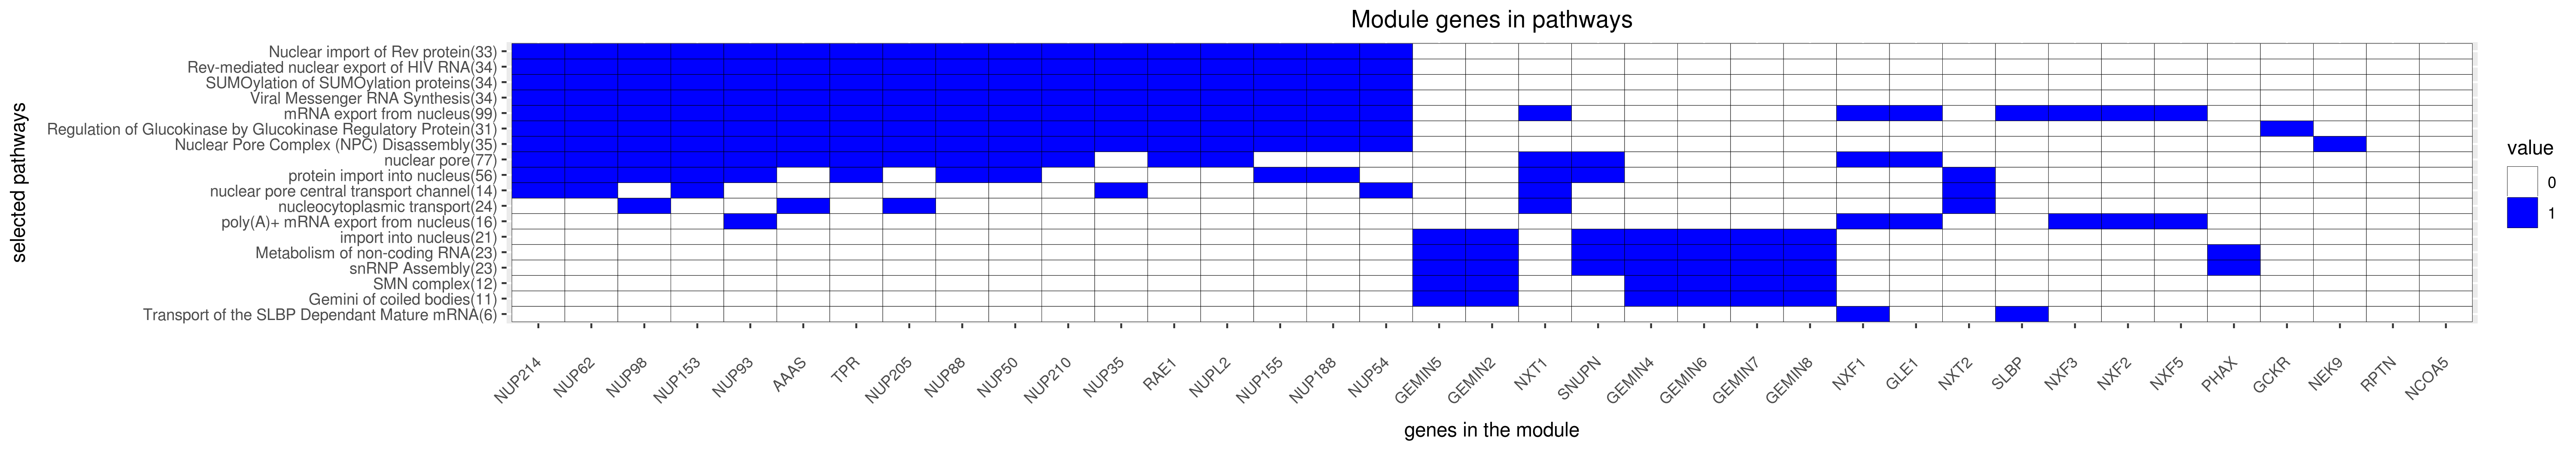 Module genes in pathways
selected pathways
Nuclear import of Rev protein(33)
Rev-mediated nuclear export of HIV RNA(34)
SUMOylation of SUMOylation proteins(34)
Viral Messenger RNA Synthesis(34)
mRNA export from nucleus(99)
Regulation of Glucokinase by Glucokinase Regulatory Protein(31)
Nuclear Pore Complex (NPC) Disassembly(35)
nuclear pore(77)
protein import into nucleus(56)
nuclear pore central transport channel(14)
nucleocytoplasmic transport(24)
poly(A)+ mRNA export from nucleus(16)
import into nucleus(21)
Metabolism of non-coding RNA(23)
snRNP Assembly(23)
SMN complex(12)
Gemini of coiled bodies(11)
Transport of the SLBP Dependant Mature mRNA(6)
value
0
1
NUP214
NUP62
NUP98
NUP153
NUP93
AAAS
TPR
NUP205
NUP88
NUP50
NUP210
NUP35
RAE1
NUPL2
NUP155
NUP188
NUP54
GEMIN5
GEMIN2
NXT1
SNUPN
GEMIN4
GEMIN6
GEMIN7
GEMIN8
NXF1
GLE1
NXT2
SLBP
NXF3
NXF2
NXF5
PHAX
GCKR
NEK9
RPTN
NCOA5
genes in the module